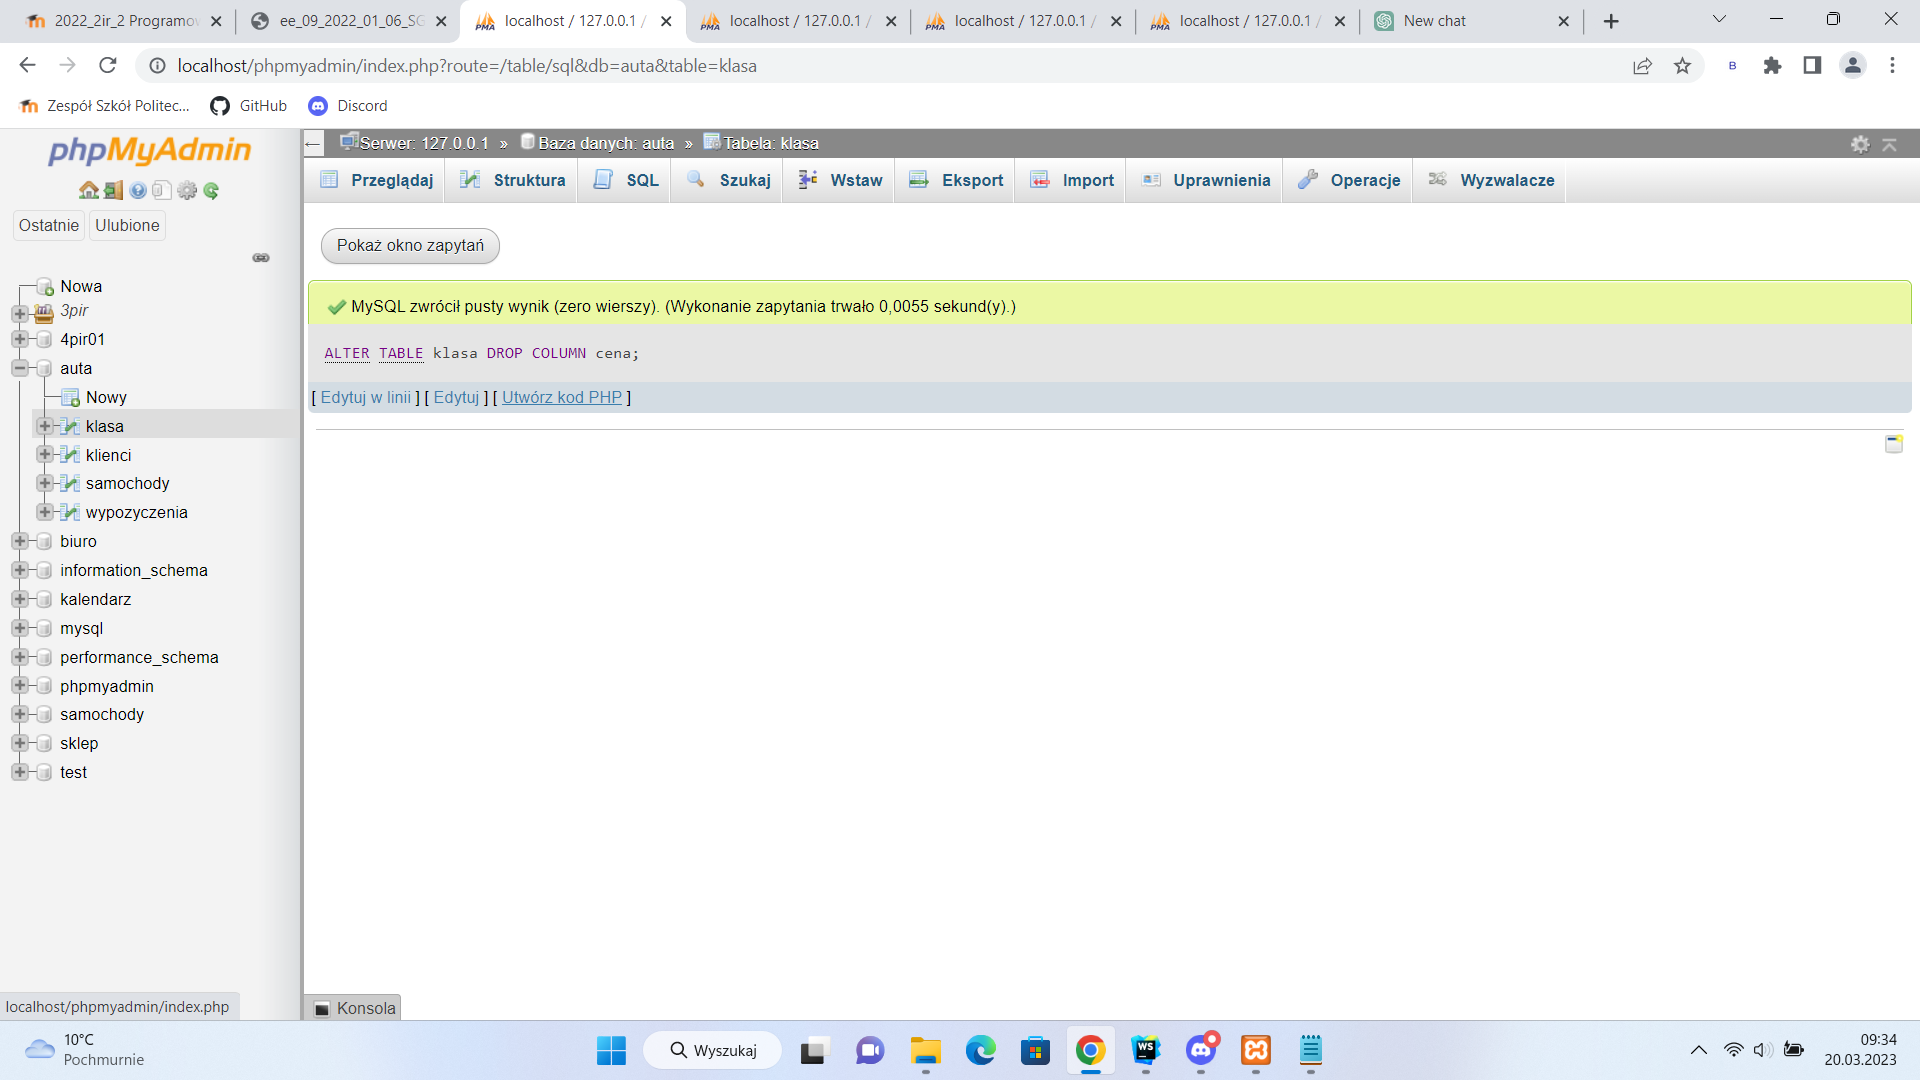 2022_2ir_2 Programow
ee_09_2022_01_06_SG
localhost / 127.0.0.1 /
localhost / 127.0.0.1 /
localhost / 127.0.0.1 /
localhost / 127.0.0.1 /
New chat
localhost/phpmyadmin/index.php?route=/table/sql&db=auta&table=klasa
B
Zespół Szkół Politec...
GitHub
Discord
phpMyAdmin
Ostatnie
Ulubione
Nowa
3pir
4pir01
auta
Nowy
klasa
klienci
samochody
wypozyczenia
biuro
information_schema
kalendarz
mysql
performance_schema
phpmyadmin
samochody
sklep
test
localhost/phpmyadmin/index.php
Serwer: 127.0.0.1 » Baza danych: auta » Tabela: klasa
Przeglądaj
Struktura
SQL
Szukaj
Wstaw
Eksport
Import
Uprawnienia
Operacje
Wyzwalacze
Pokaż okno zapytań
MySQL zwrócił pusty wynik (zero wierszy). (Wykonanie zapytania trwało 0,0055 sekund(y).)
ALTER TABLE klasa DROP COLUMN cena;
[ Edytuj w linii ] [ Edytuj ] [ Utwórz kod PHP ]
Konsola
10°C
Pochmurnie
Wyszukaj
WS
09:34
20.03.2023